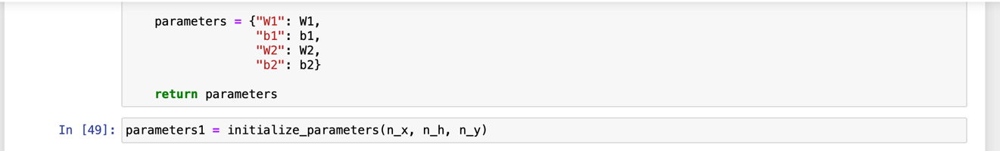 parameters = {"W1": W1,
"b1": b1,
"W2": W2,
"b2": b2}
return parameters
In [49]: parameters1 = initialize_parameters(n_x, n_h, n_y)